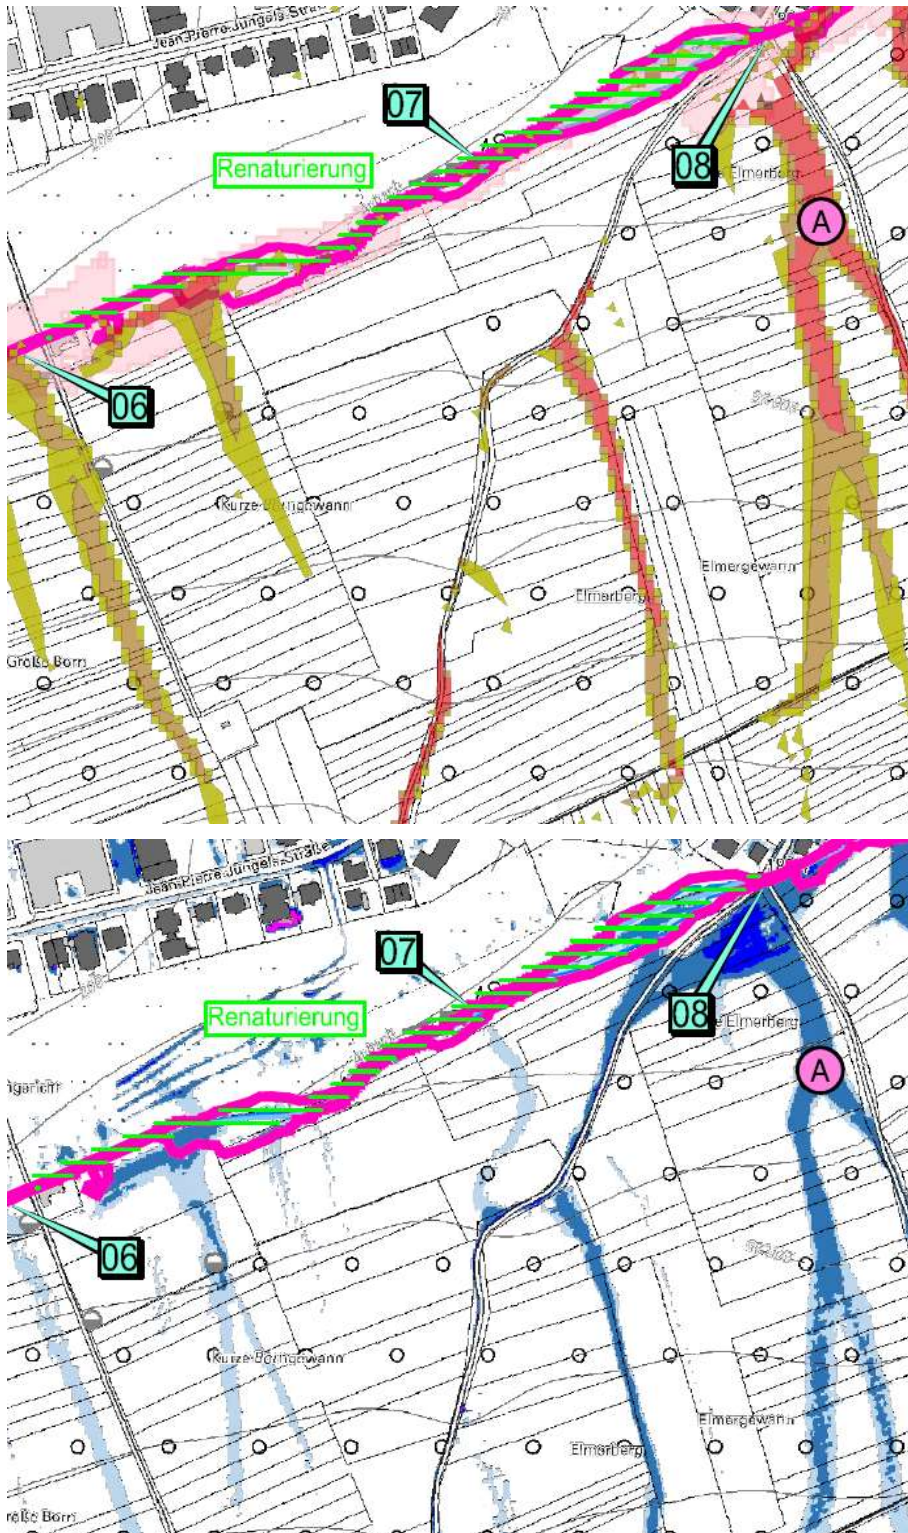 Jean-Pierre-Jungels-Straße
07
08
Renaturierung
Elmerberg
A
06
Kurze-Borngewann
Elmergewann
Elmerberg
Große Born
Jean-Pierre-Jungels-Straße
07
Renaturierung
08
Elmerberg
A
06
Kurze-Borngewann
Elmergewann
Elmerberg